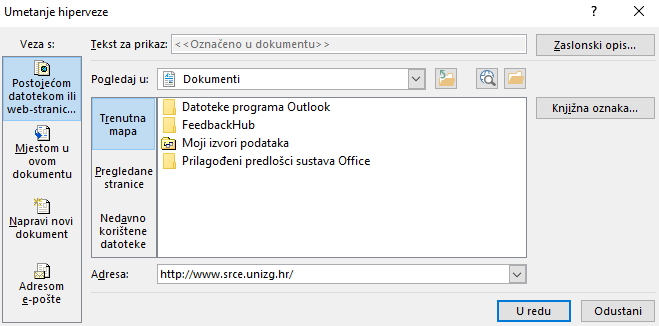 Umetanje hiperveze
?
Veza s:
Tekst za prikaz:
<<Označeno u dokumentu>>
Zaslonski opis...
Postojećom
datotekom ili
web-stranic...
Mjestom u
ovom
dokumentu
Napravi novi
dokument
Adresom
e-pošte
Pogledaj u:
Dokumenti
Trenutna
mapa
Pregledane
stranice
Nedavno
korištene
datoteke
Datoteke programa Outlook
FeedbackHub
Moji izvori podataka
Prilagođeni predlošci sustava Office
Knjižna oznaka...
Adresa:
http://www.srce.unizg.hr/
U redu
Odustani